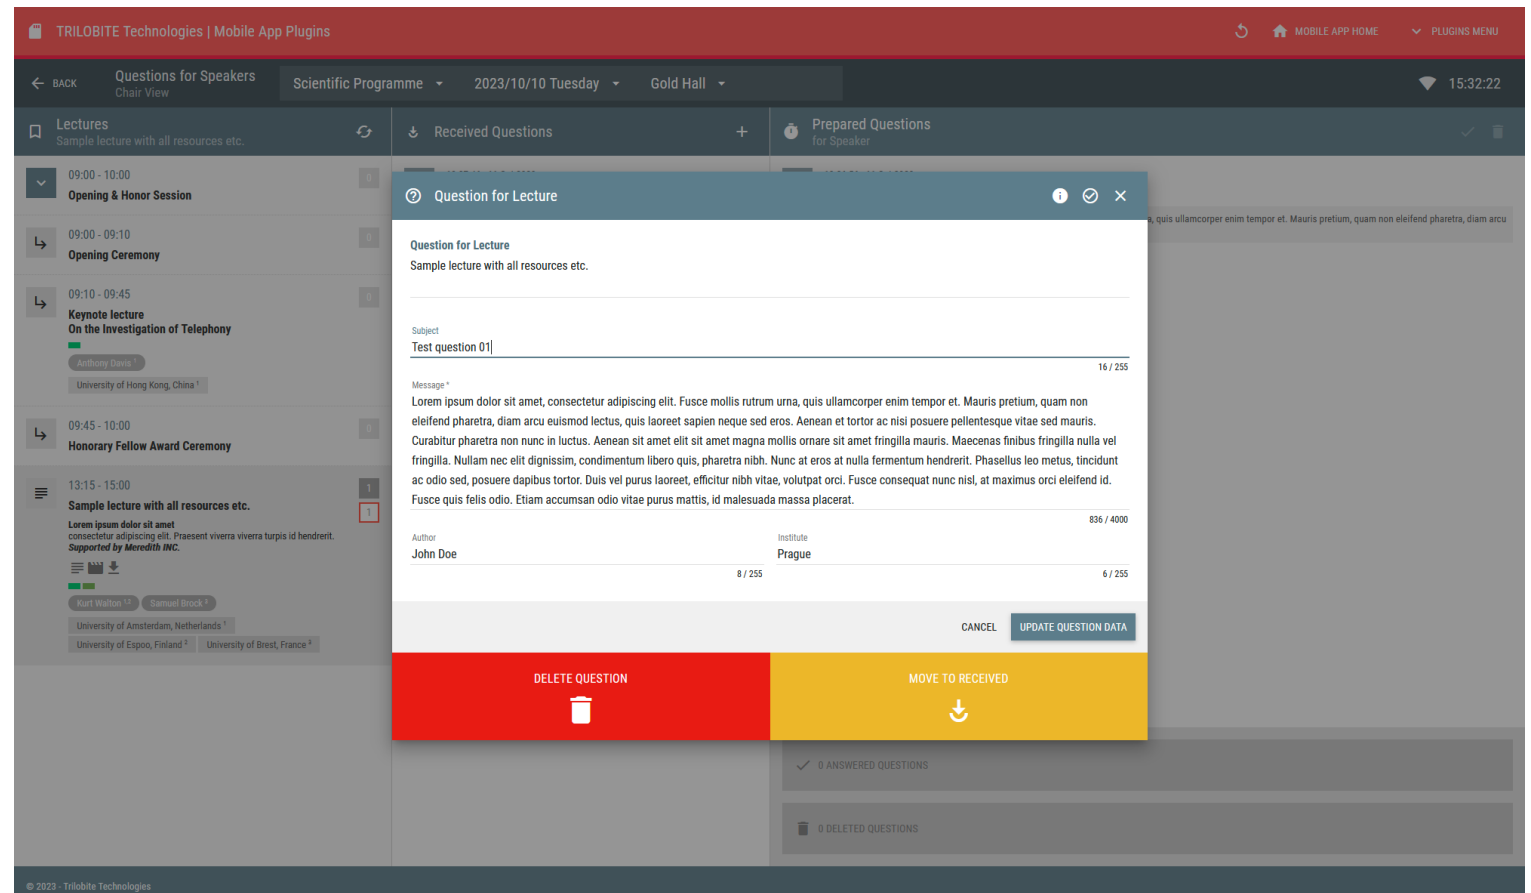 TRILOBITE Technologies | Mobile App Plugins
MOBILE APP HOME
PLUGINS MENU
BACK
Questions for Speakers
Chair View
Scientific Programme
2023/10/10 Tuesday
Gold Hall
15:32:22
Lectures
Sample lecture with all resources etc.
Received Questions
Prepared Questions
for Speaker
09:00 - 10:00
0
Opening & Honor Session
09:00 - 09:10
0
Opening Ceremony
09:10 - 09:45
0
Keynote lecture
On the Investigation of Telephony
Anthony Davis 1
University of Hong Kong, China 1
09:45 - 10:00
0
Honorary Fellow Award Ceremony
13:15 - 15:00
1
Sample lecture with all resources etc.
1
Lorem ipsum dolor sit amet
consectetur adipiscing elit. Praesent viverra viverra turpis id hendrerit.
Supported by Meredith INC.
Kurt Walton
Samuel Brock
University of Amsterdam, Netherlands 1
University of Espoo, Finland
University of Brest, France
quis ullamcorper enim tempor et. Mauris pretium, quam non eleifend pharetra, diam arcu
Question for Lecture
Question for Lecture
Sample lecture with all resources etc.
Subject
Test question 01
16 / 255
Message *
Lorem ipsum dolor sit amet, consectetur adipiscing elit. Fusce mollis rutrum urna, quis ullamcorper enim tempor et. Mauris pretium, quam non
eleifend pharetra, diam arcu euismod lectus, quis laoreet sapien neque sed eros. Aenean et tortor ac nisi posuere pellentesque vitae sed mauris.
Curabitur pharetra non nunc in luctus. Aenean sit amet elit sit amet magna mollis ornare sit amet fringilla mauris. Maecenas finibus fringilla nulla vel
fringilla. Nullam nec elit dignissim, condimentum libero quis, pharetra nibh. Nunc at eros at nulla fermentum hendrerit. Phasellus leo metus, tincidunt
ac odio sed, posuere dapibus tortor. Duis vel purus laoreet, efficitur nibh vitae, volutpat orci. Fusce consequat nunc nisl, at maximus orci eleifend id.
Fusce quis felis odio. Etiam accumsan odio vitae purus mattis, id malesuada massa placerat.
836 / 4000
Author
John Doe
8 / 255
Institute
Prague
6 / 255
CANCEL
UPDATE QUESTION DATA
DELETE QUESTION
MOVE TO RECEIVED
0 ANSWERED QUESTIONS
0 DELETED QUESTIONS
© 2023 - Trilobite Technologies